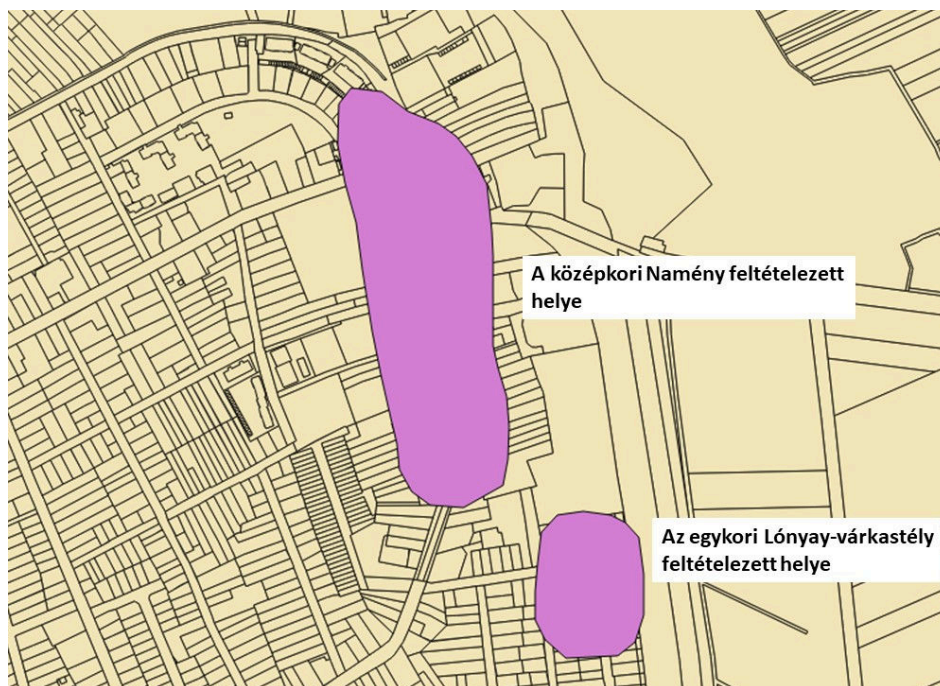 A középkori Namény feltételezett
helye
Az egykori Lónyay-várkastély
feltételezett helye